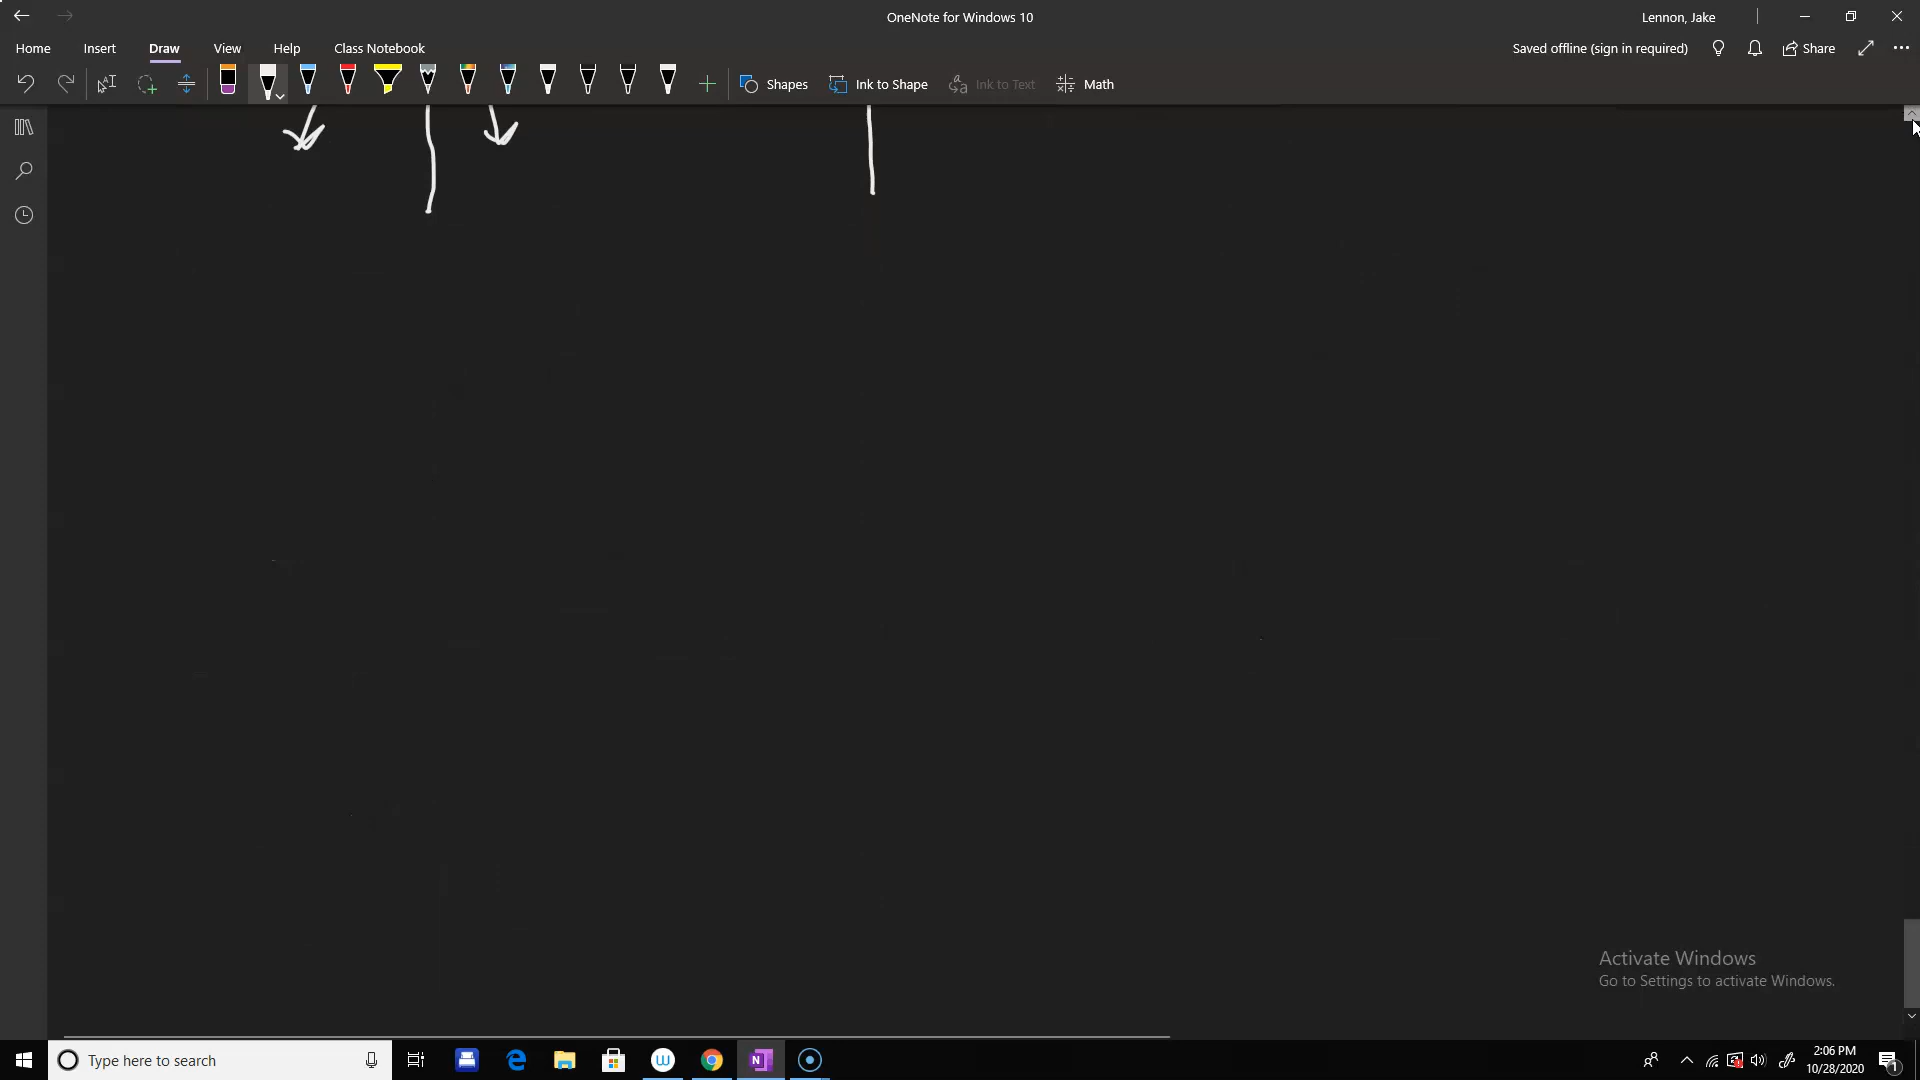 OneNote for Windows 10
Lennon, Jake
Home Insert Draw View Help Class Notebook
Saved offline (sign in required) Share
Shapes Ink to Shape Ink to Text Math
Activate Windows
Go to Settings to activate Windows.
Type here to search
2:06 PM
10/28/2020
1